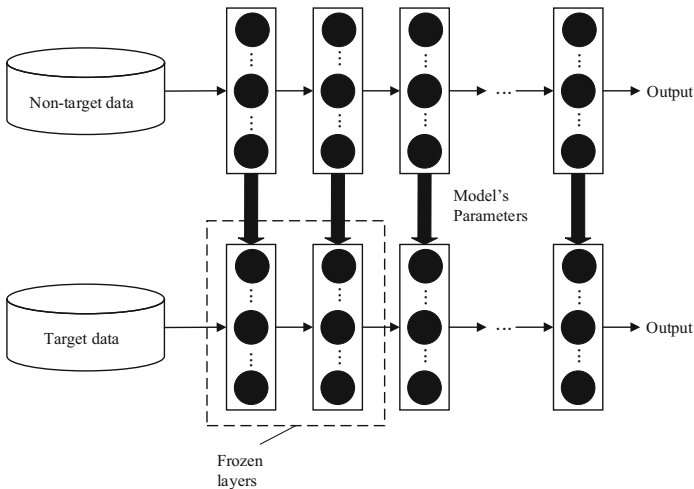 Non-target data
...
Output
Model's
Parameters
Target data
...
Output
Frozen
layers